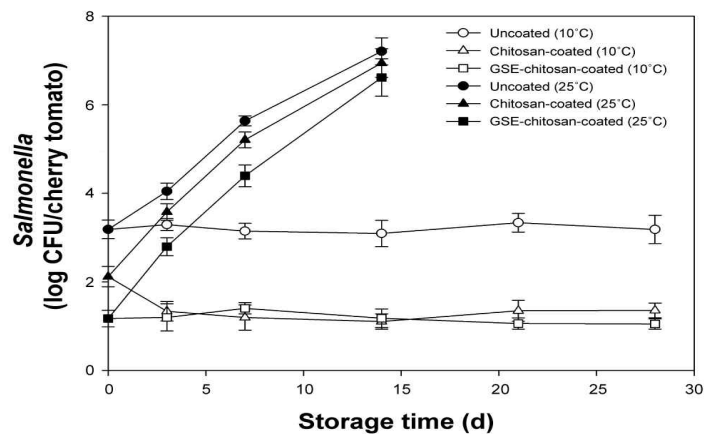 8
6
4
2
0
Salmonella
(log CFU/cherry tomato)
Uncoated (10°C)
Chitosan-coated (10°C)
GSE-chitosan-coated (10°C)
Uncoated (25°C)
Chitosan-coated (25°C)
GSE-chitosan-coated (25°C)
0 5 10 15 20 25 30
Storage time (d)